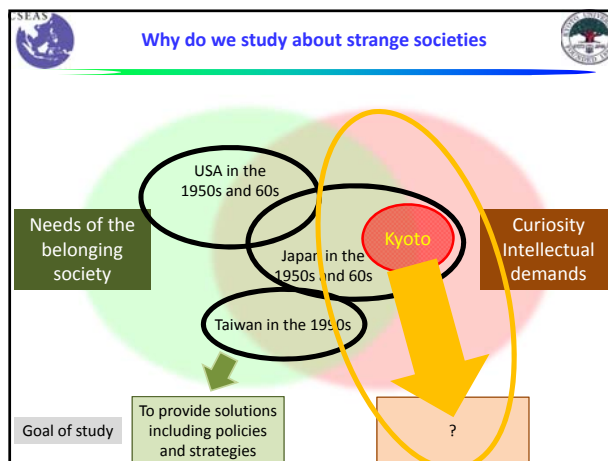 CSEAS
Why do we study about strange societies
KYOTO UNIVERSITY
USA in the
1950s and 60s
Needs of the
belonging
society
Kyoto
Japan in the
1950s and 60s
Curiosity
Intellectual
demands
Taiwan in the 1990s
Goal of study
To provide solutions
including policies
and strategies
?